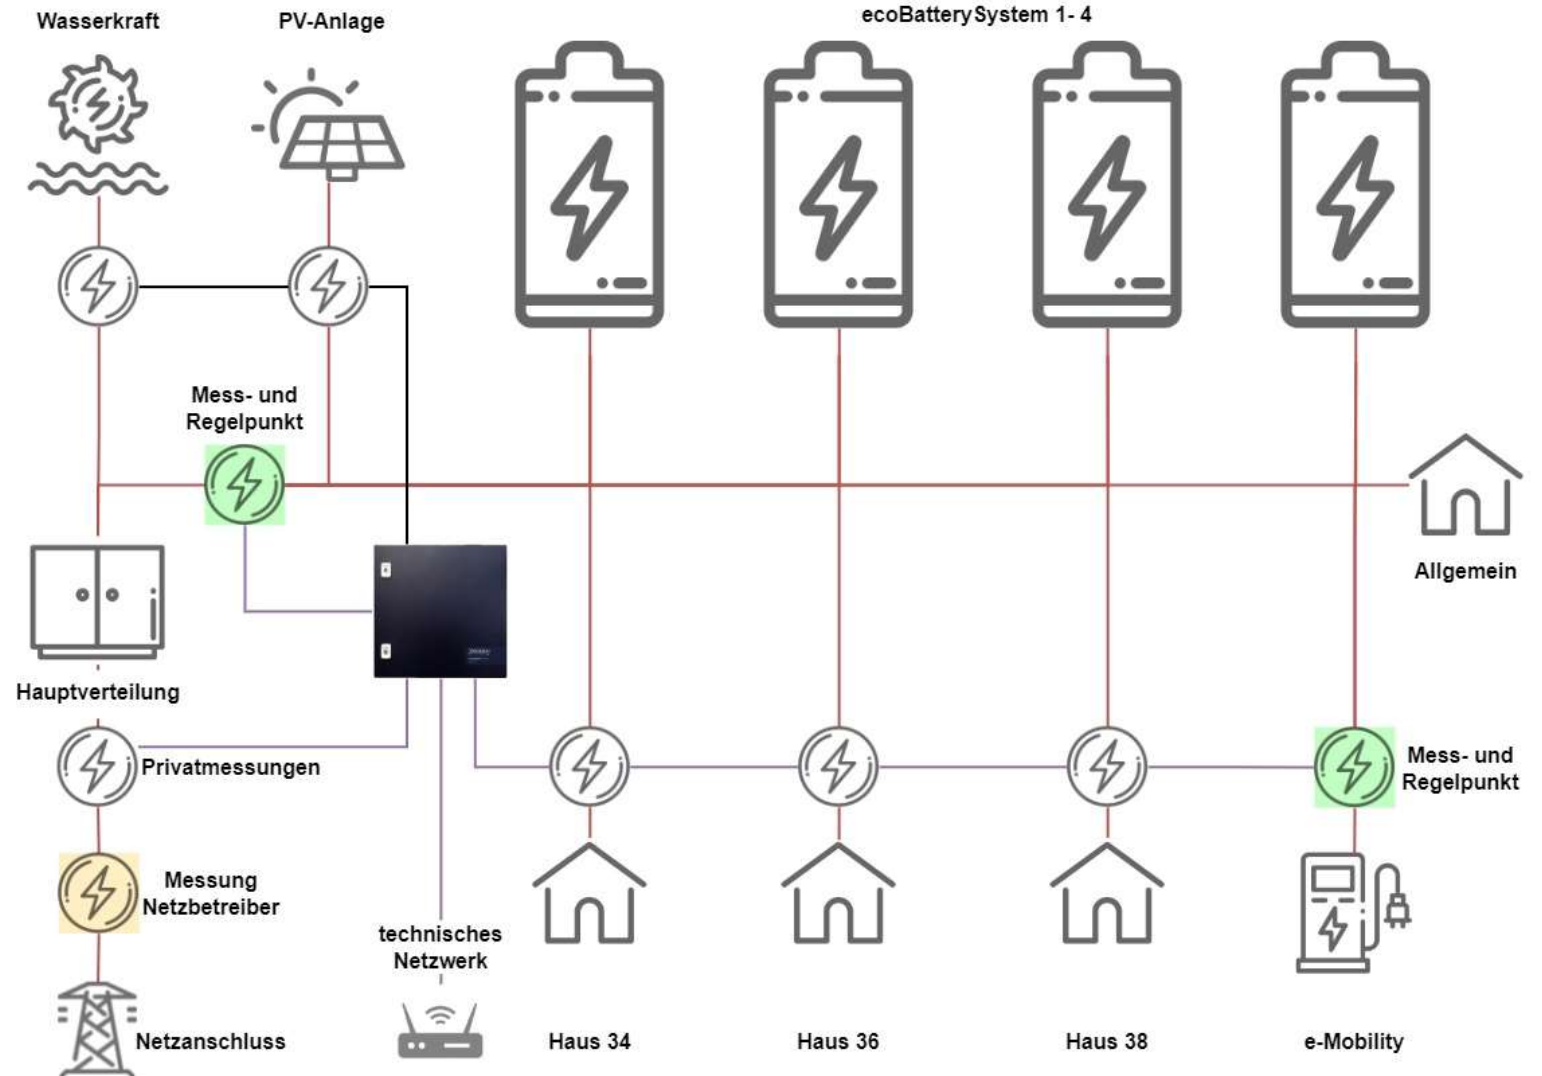 Wasserkraft
PV-Anlage
ecoBatterySystem 1- 4
Mess- und
Regelpunkt
Allgemein
Hauptverteilung
Privatmessungen
Mess- und
Regelpunkt
Messung
Netzbetreiber
technisches
Netzwerk
Netzanschluss
Haus 34
Haus 36
Haus 38
e-Mobility